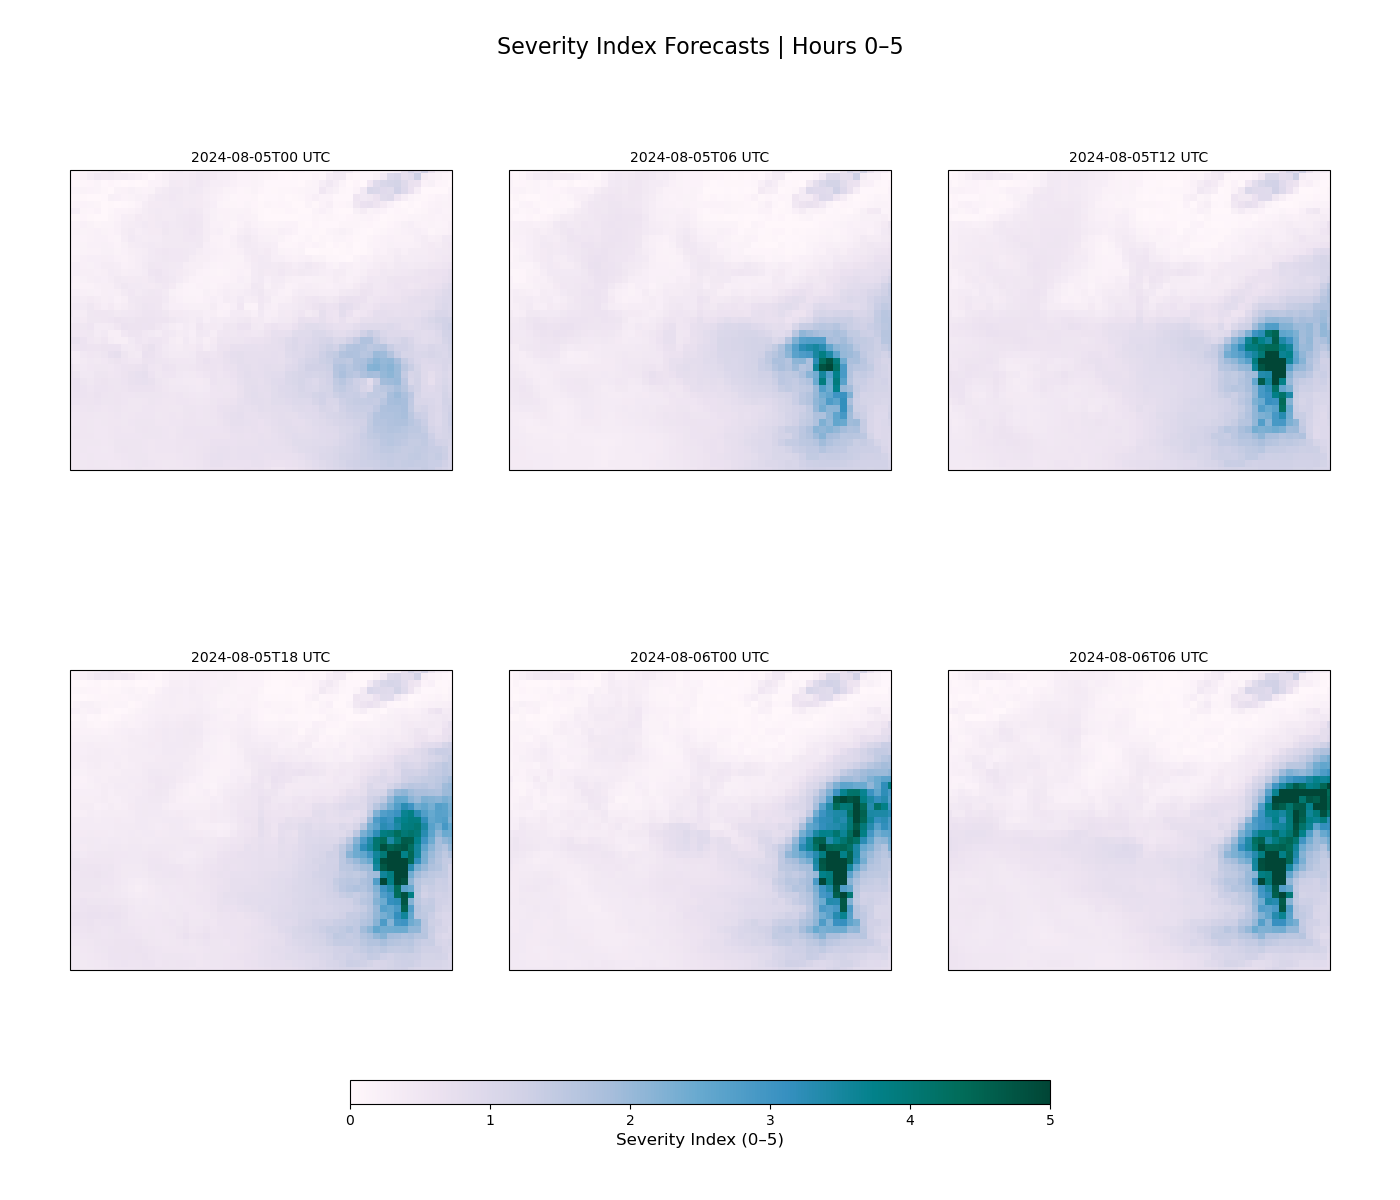 Severity Index Forecasts | Hours 0–5
2024-08-05T00 UTC
2024-08-05T06 UTC
2024-08-05T12 UTC
2024-08-05T18 UTC
2024-08-06T00 UTC
2024-08-06T06 UTC
0 1 2 3 4 5
Severity Index (0–5)